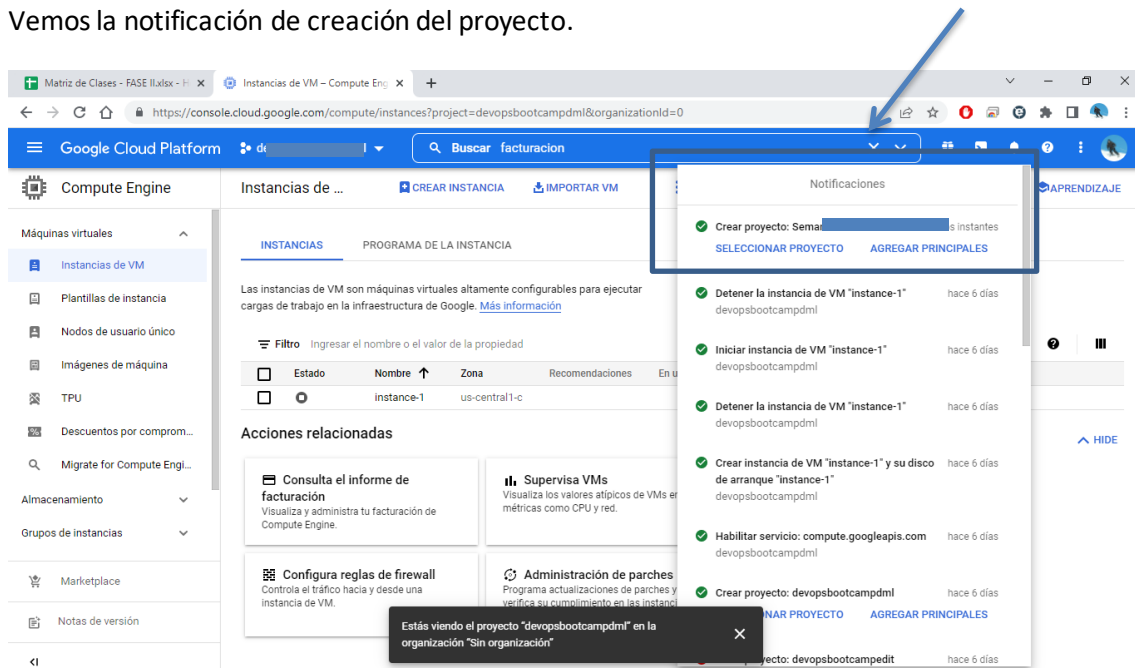 Vemos la notificación de creación del proyecto.
Matriz de Clases - FASE II.xlsx - H
Instancias de VM – Compute Eng
https://console.cloud.google.com/compute/instances?project=devopsbootcampdml&organizationId=0
Google Cloud Platform
Buscar facturacion
Compute Engine
Instancias de ...
CREAR INSTANCIA
IMPORTAR VM
APRENDIZAJE
Máquinas virtuales
Instancias de VM
Plantillas de instancia
Nodos de usuario único
Imágenes de máquina
TPU
Descuentos por comprom...
Migrate for Compute Engi...
Almacenamiento
Grupos de instancias
Marketplace
Notas de versión
INSTANCIAS
PROGRAMA DE LA INSTANCIA
Las instancias de VM son máquinas virtuales altamente configurables para ejecutar
cargas de trabajo en la infraestructura de Google. Más información
Filtro Ingresar el nombre o el valor de la propiedad
Estado Nombre Zona Recomendaciones En u
instance-1 us-central1-c
Acciones relacionadas
HIDE
Consulta el informe de
facturación
Visualiza y administra tu facturación de
Compute Engine.
Supervisa VMs
Visualiza los valores atípicos de VMs en
métricas como CPU y red.
Configura reglas de firewall
Controla el tráfico hacia y desde una
instancia de VM.
Administración de parches
Programa actualizaciones de parches y
verifica su cumplimiento en las instanci
Notificaciones
Crear proyecto: Seman s instantes
SELECCIONAR PROYECTO AGREGAR PRINCIPALES
Detener la instancia de VM "instance-1" hace 6 días
devopsbootcampdml
Iniciar instancia de VM "instance-1" hace 6 días
devopsbootcampdml
Detener la instancia de VM "instance-1" hace 6 días
devopsbootcampdml
Crear instancia de VM "instance-1" y su disco hace 6 días
de arranque "instance-1"
devopsbootcampdml
Habilitar servicio: compute.googleapis.com hace 6 días
devopsbootcampdml
Crear proyecto: devopsbootcampdml hace 6 días
ONAR PROYECTO AGREGAR PRINCIPALES
yecto: devopsbootcampedit hace 6 días
Estás viendo el proyecto "devopsbootcampdml" en la
organización "Sin organización"